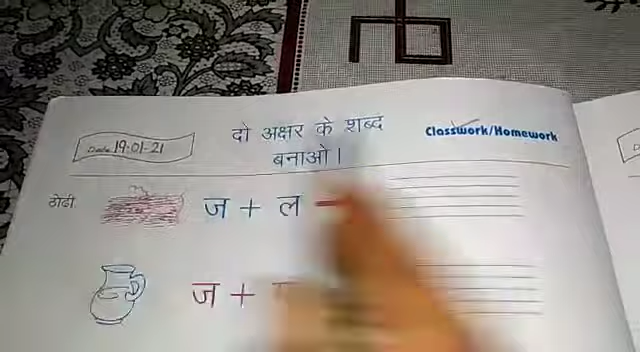 दो अक्षर के शब्द
बनाओ।
Classwork/Homework
Date 19-01-21
ज + ल -
ज +